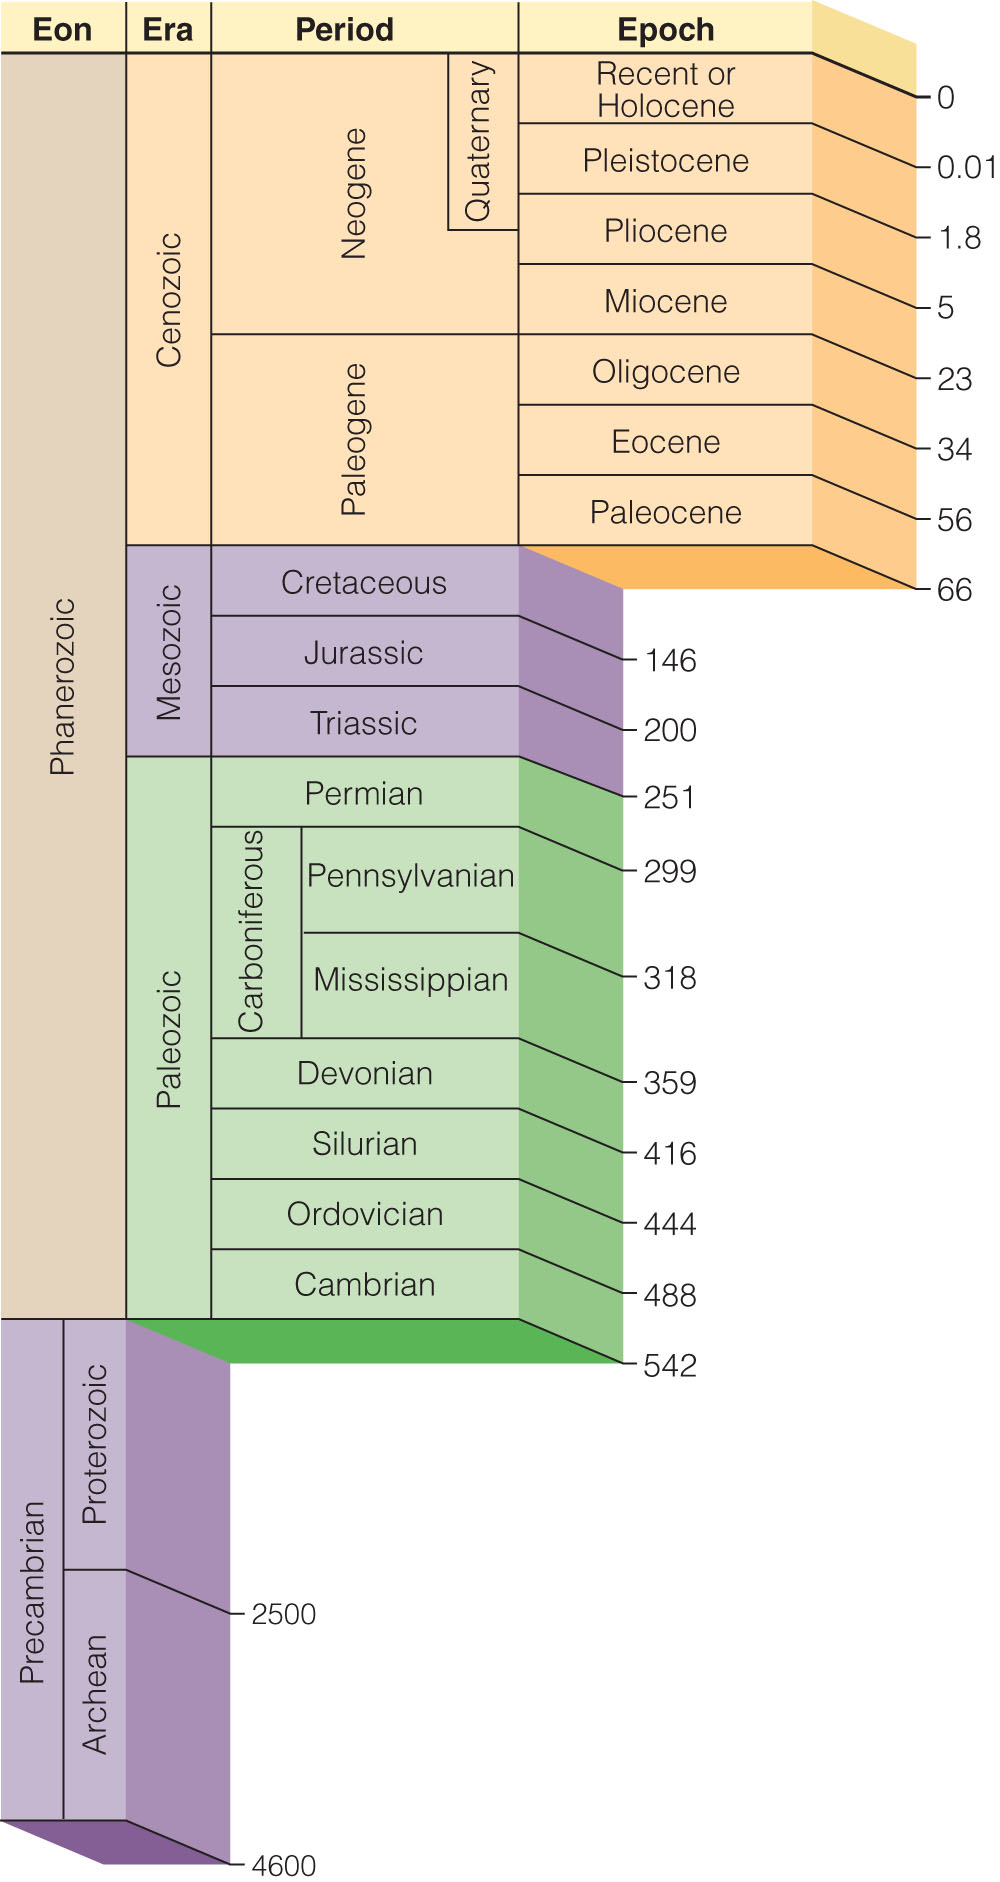 Eon Era Period Epoch
Phanerozoic
Cenozoic
Neogene
Quaternary
Recent or
Holocene
0
Pleistocene
0.01
Pliocene
1.8
Miocene
5
Paleogene
Oligocene
23
Eocene
34
Paleocene
56
66
Mesozoic
Cretaceous
Jurassic
146
Triassic
200
251
Paleozoic
Permian
Carboniferous
Pennsylvanian
299
Mississippian
318
Devonian
359
Silurian
416
Ordovician
444
Cambrian
488
542
Precambrian
Proterozoic
2500
Archean
4600